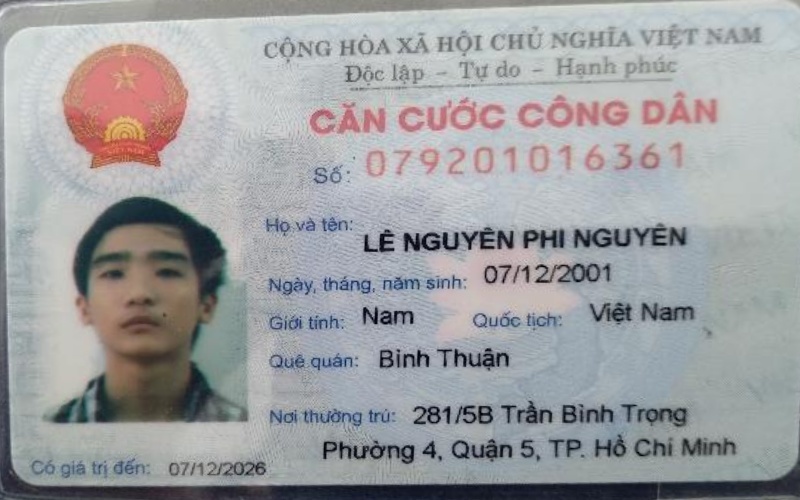 CỘNG HÒA XÃ HỘI CHỦ NGHĨA VIỆT NAM
Độc lập – Tự do – Hạnh phúc
CĂN CƯỚC CÔNG DÂN
Số: 079201016361
Họ và tên: LÊ NGUYÊN PHI NGUYÊN
Ngày, tháng, năm sinh: 07/12/2001
Giới tính: Nam Quốc tịch: Việt Nam
Quê quán: Bình Thuận
Nơi thường trú: 281/5B Trần Bình Trọng
Phường 4, Quận 5, TP. Hồ Chí Minh
Có giá trị đến: 07/12/2026